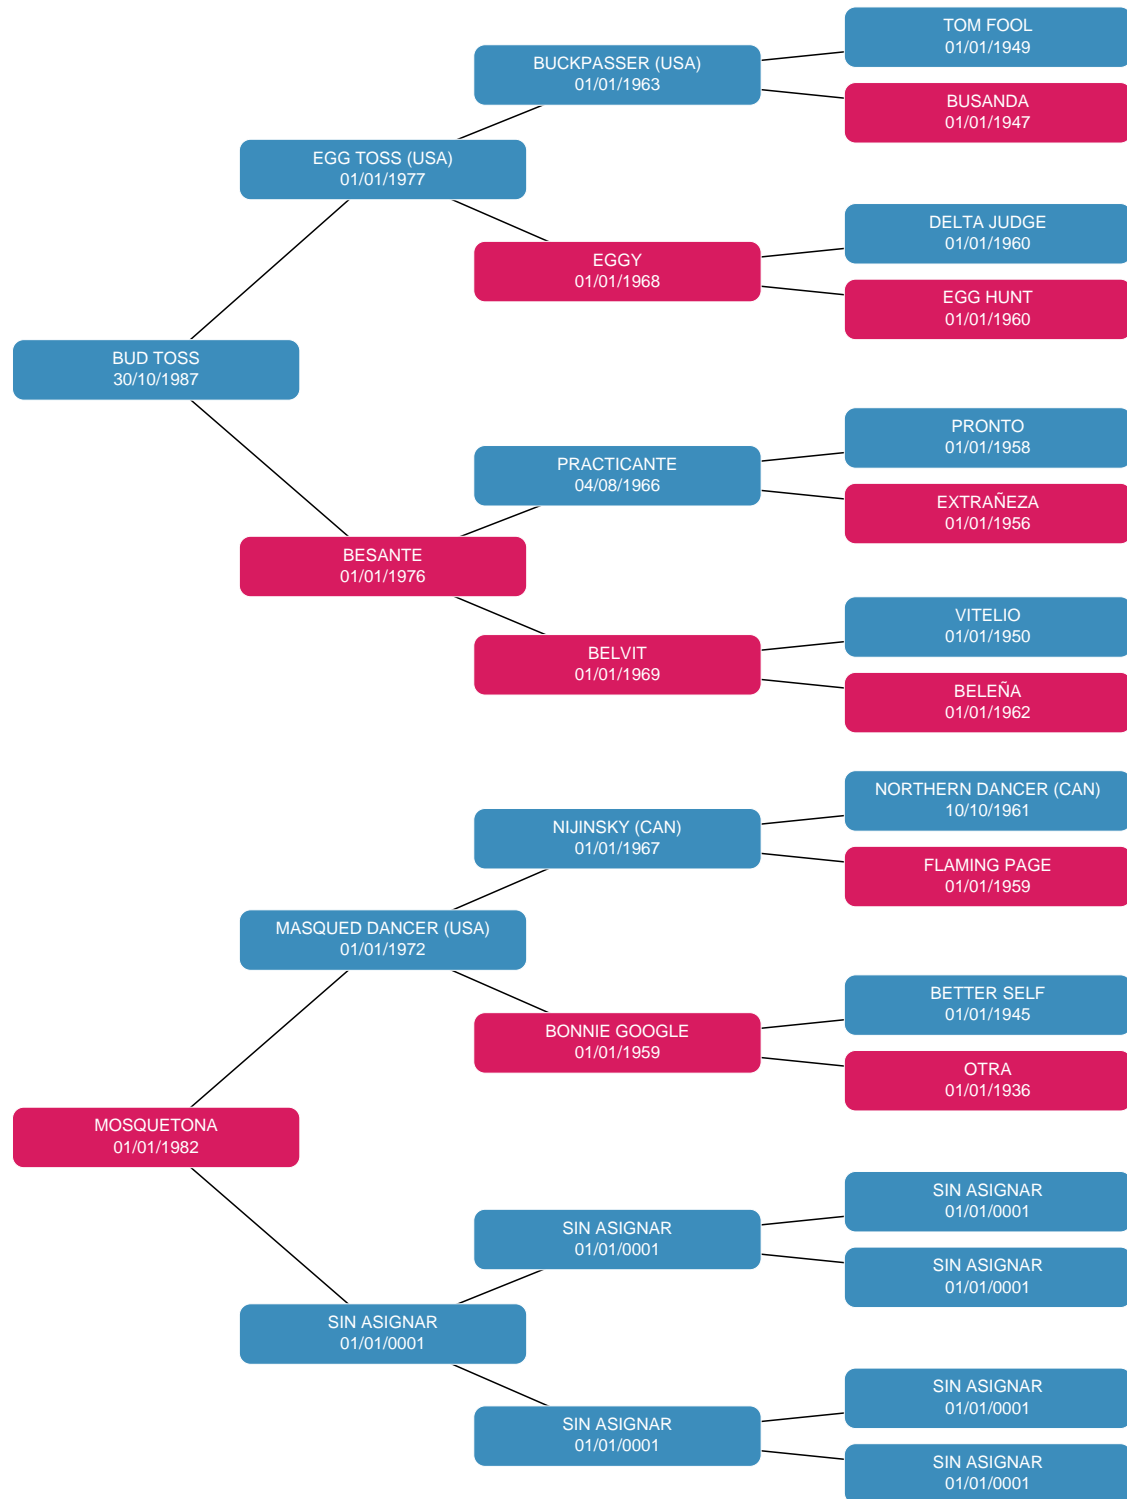 TOM FOOL
01/01/1949
BUCKPASSER (USA)
01/01/1963
BUSANDA
01/01/1947
EGG TOSS (USA)
01/01/1977
DELTA JUDGE
01/01/1960
EGGY
01/01/1968
EGG HUNT
01/01/1960
BUD TOSS
30/10/1987
PRONTO
01/01/1958
PRACTICANTE
04/08/1966
EXTRAÑEZA
01/01/1956
BESANTE
01/01/1976
VITELIO
01/01/1950
BELVIT
01/01/1969
BELEÑA
01/01/1962
NORTHERN DANCER (CAN)
10/10/1961
NIJINSKY (CAN)
01/01/1967
FLAMING PAGE
01/01/1959
MASQUED DANCER (USA)
01/01/1972
BETTER SELF
01/01/1945
BONNIE GOOGLE
01/01/1959
OTRA
01/01/1936
MOSQUETONA
01/01/1982
SIN ASIGNAR
01/01/0001
SIN ASIGNAR
01/01/0001
SIN ASIGNAR
01/01/0001
SIN ASIGNAR
01/01/0001
SIN ASIGNAR
01/01/0001
SIN ASIGNAR
01/01/0001
SIN ASIGNAR
01/01/0001